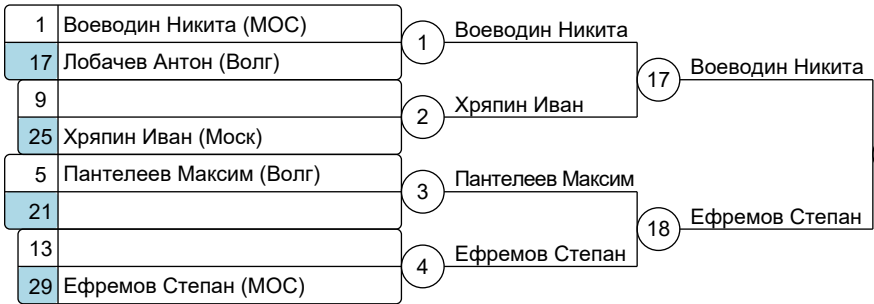 1 Воеводин Никита (МОС)
17 Лобачев Антон (Волг)
1 Воеводин Никита
9
25 Хряпин Иван (Моск)
2 Хряпин Иван
17 Воеводин Никита
5 Пантелеев Максим (Волг)
21
3 Пантелеев Максим
13
29 Ефремов Степан (МОС)
4 Ефремов Степан
18 Ефремов Степан